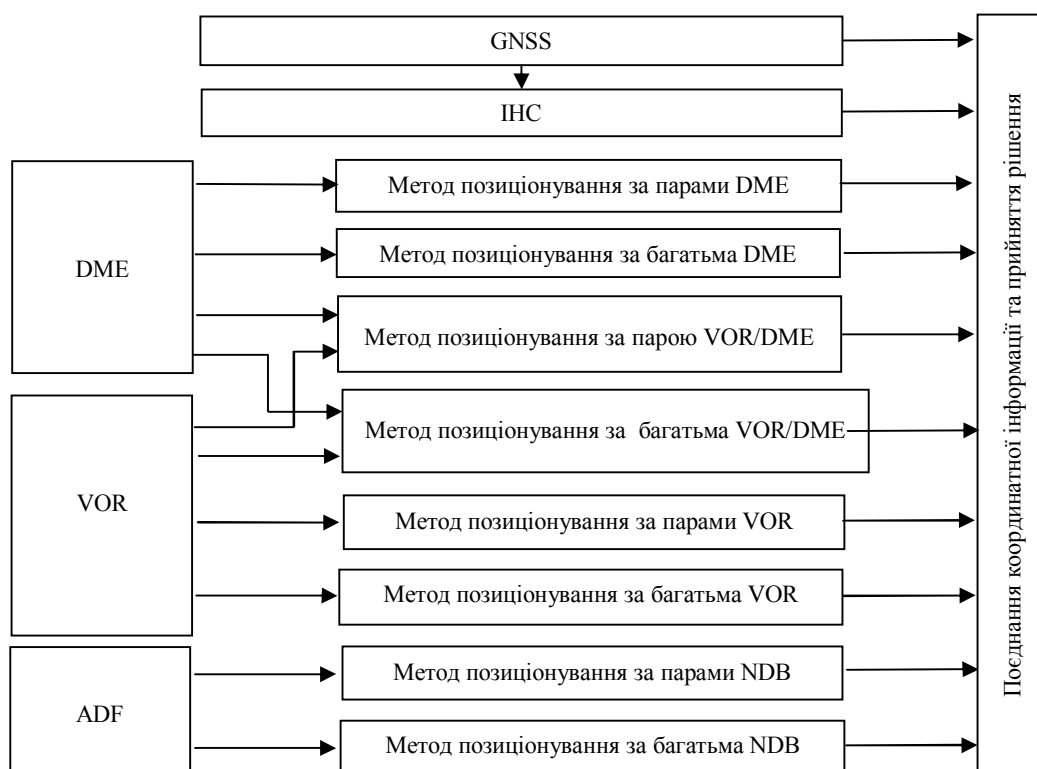 GNSS
ІНС
Метод позиціонування за парами DME
Метод позиціонування за багатьма DME
DME
Метод позиціонування за парою VOR/DME
Метод позиціонування за багатьма VOR/DME
VOR
Метод позиціонування за парами VOR
Метод позиціонування за багатьма VOR
Метод позиціонування за парами NDB
ADF
Метод позиціонування за багатьма NDB
Поєднання координатної інформації та прийняття рішення